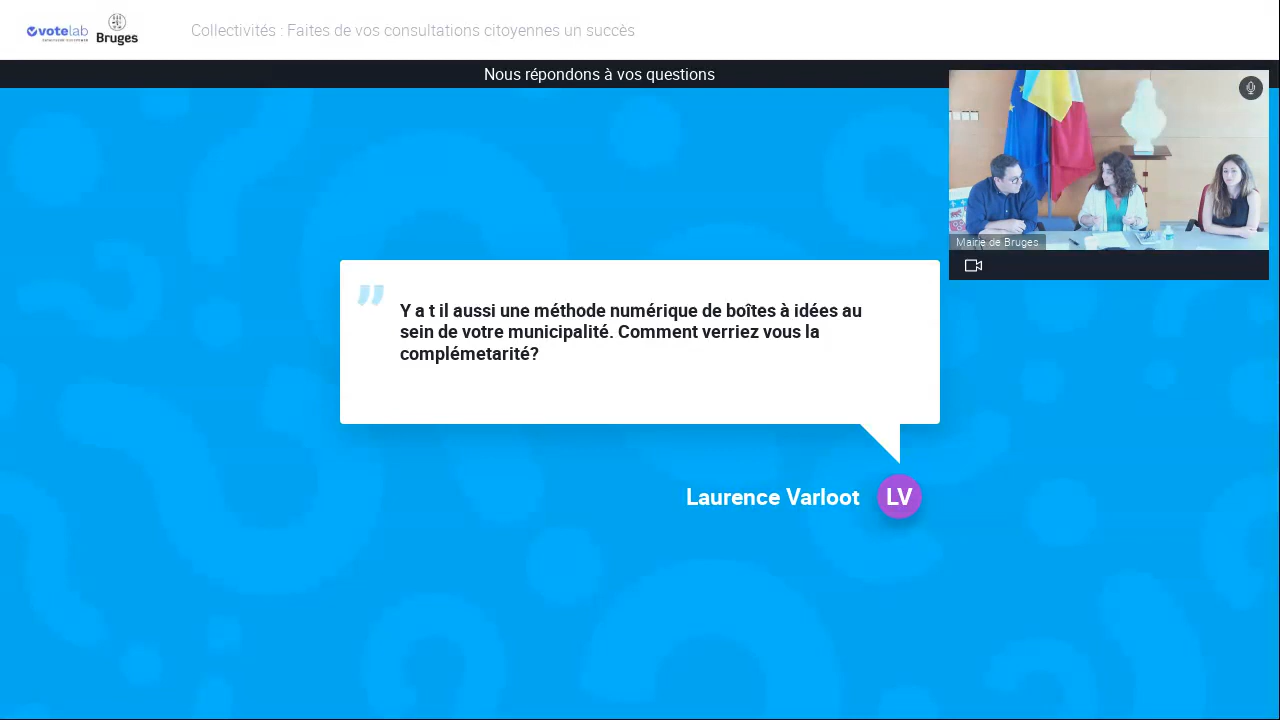 votelab
Bruges
Collectivités : Faites de vos consultations citoyennes un succès
Nous répondons à vos questions
Mairie de Bruges
Y a t il aussi une méthode numérique de boîtes à idées au
sein de votre municipalité. Comment verriez vous la
complémetarité?
Laurence Varloot
LV